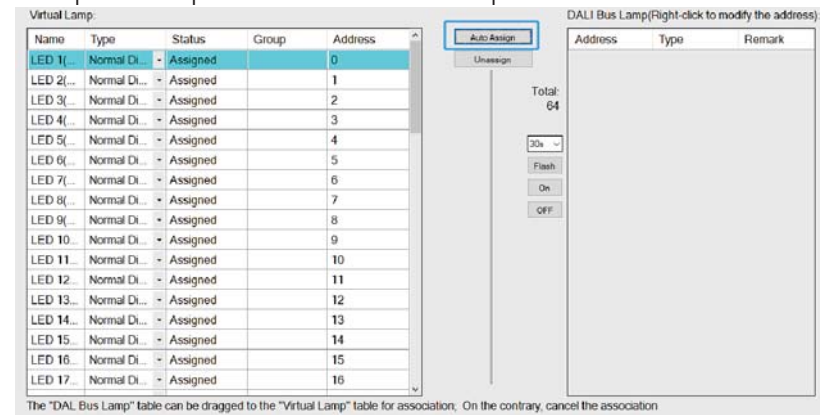 Virtual Lamp:
DALI Bus Lamp(Right-click to modify the address):
Name Type Status Group Address
Auto Assign
Address Type Remark
LED 1(... Normal Di... Assigned 0
Unassign
LED 2(... Normal Di... Assigned 1
LED 3(... Normal Di... Assigned 2
Total:
64
LED 4(... Normal Di... Assigned 3
LED 5(... Normal Di... Assigned 4
30s
LED 6(... Normal Di... Assigned 5
Flash
LED 7(... Normal Di... Assigned 6
On
LED 8(... Normal Di... Assigned 7
OFF
LED 9(... Normal Di... Assigned 8
LED 10... Normal Di... Assigned 9
LED 11... Normal Di... Assigned 10
LED 12... Normal Di... Assigned 11
LED 13... Normal Di... Assigned 12
LED 14... Normal Di... Assigned 13
LED 15... Normal Di... Assigned 14
LED 16... Normal Di... Assigned 15
LED 17... Normal Di... Assigned 16
The "DAL Bus Lamp" table can be dragged to the "Virtual Lamp" table for association; On the contrary, cancel the association